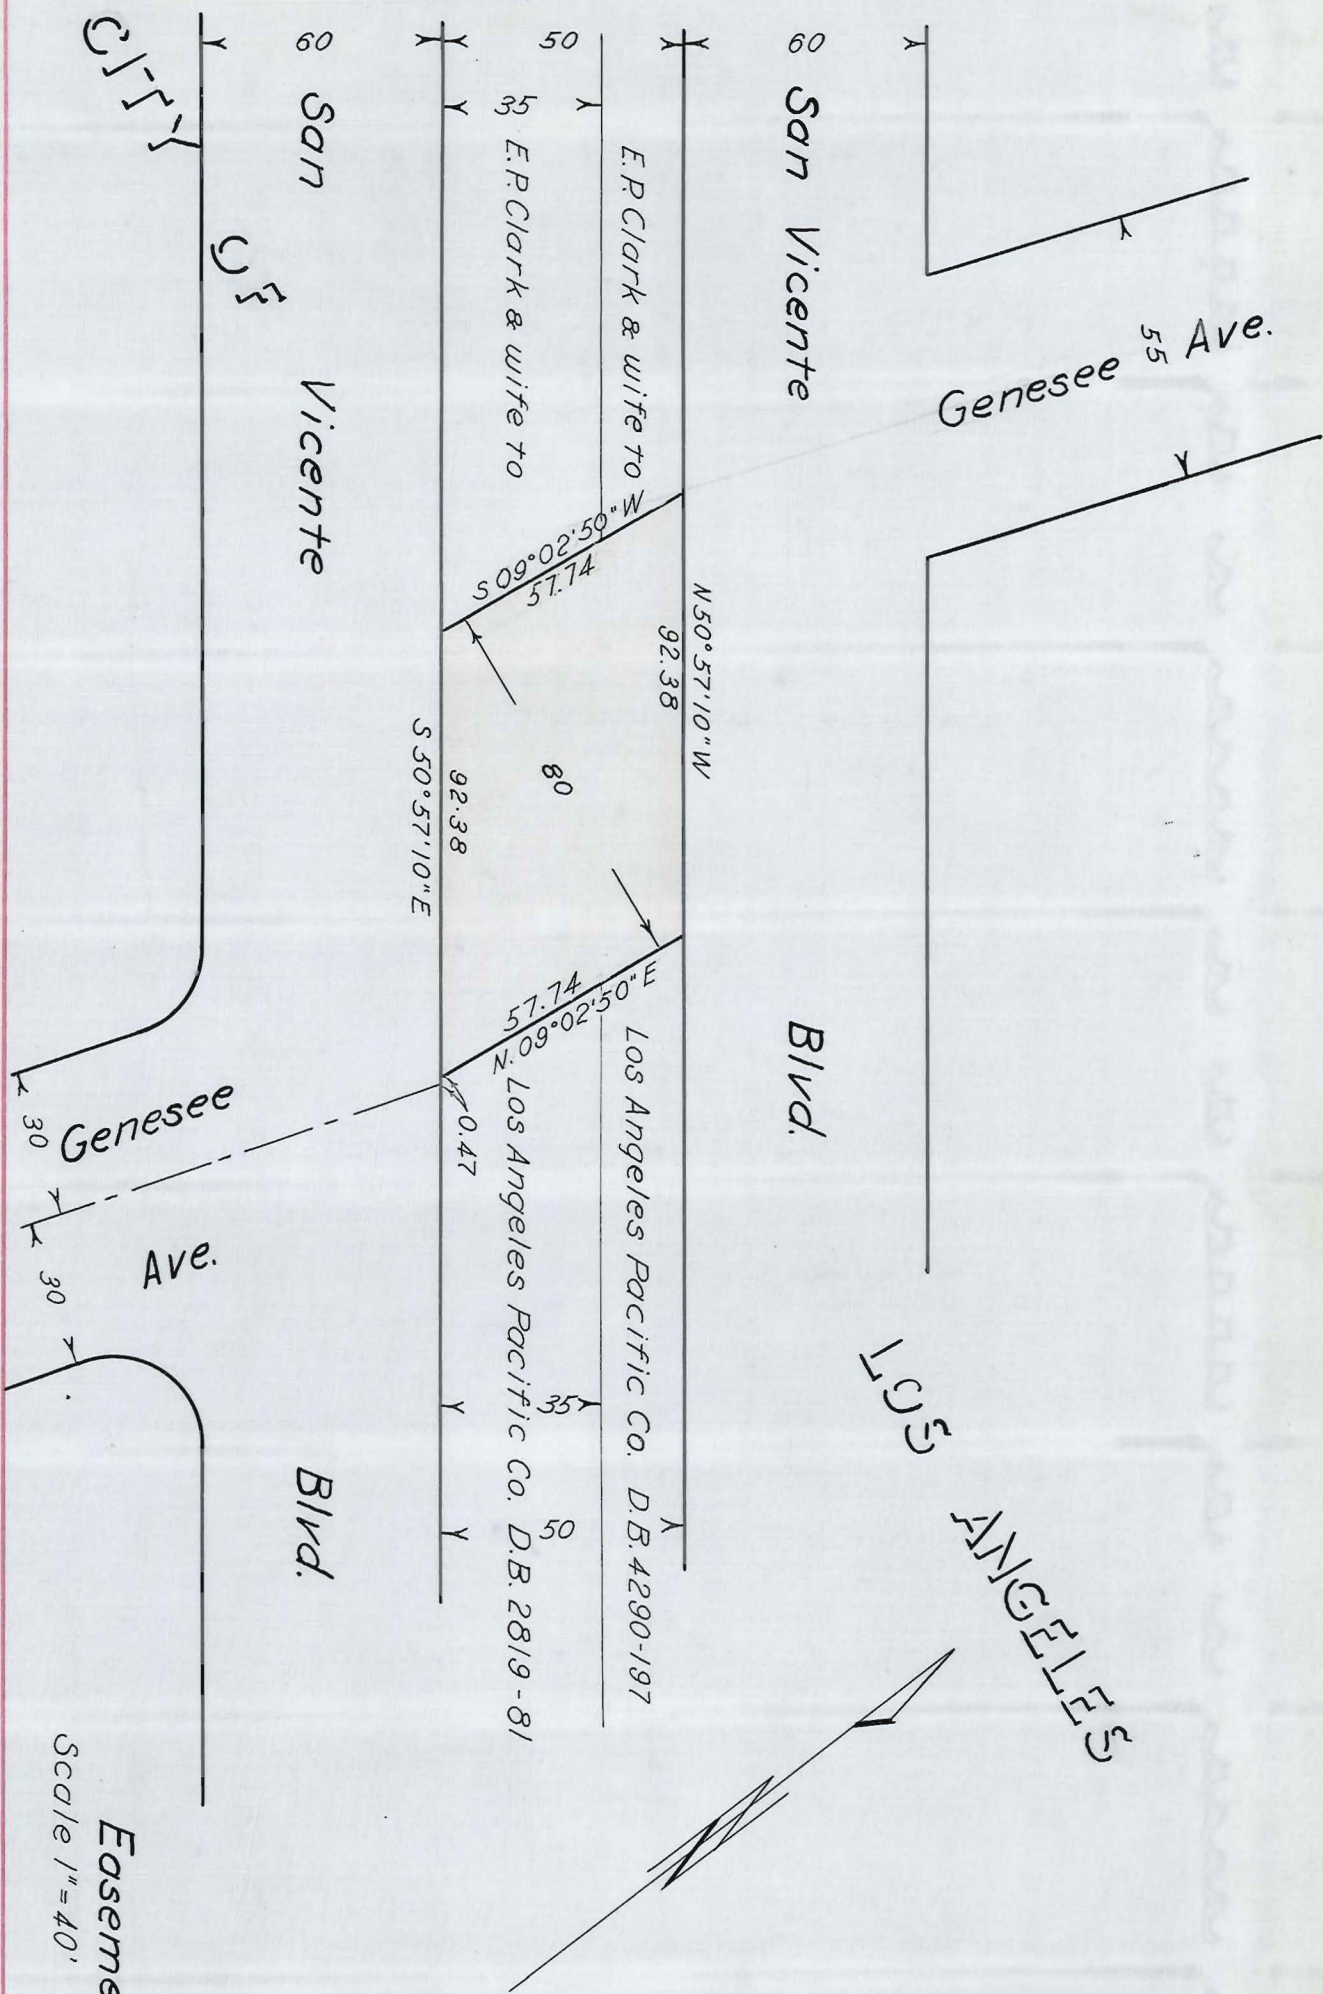 60
50
60
35
San Vicente Blvd.
Genesee Ave.
55
N 50° 57' 10" W
92.38
E.P. Clark & wife to Los Angeles Pacific Co. D.B. 4290-197
E.P. Clark & wife to Los Angeles Pacific Co. D.B. 2819-81
S 09° 02' 50" W
57.74
80
57.74
N. 09° 02' 50" E
92.38
S 50° 57' 10" E
0.47
35
50
San Vicente Blvd.
Genesee Ave.
30
30
CITY OF LOS ANGELES
N
Easeme
Scale 1" = 40'